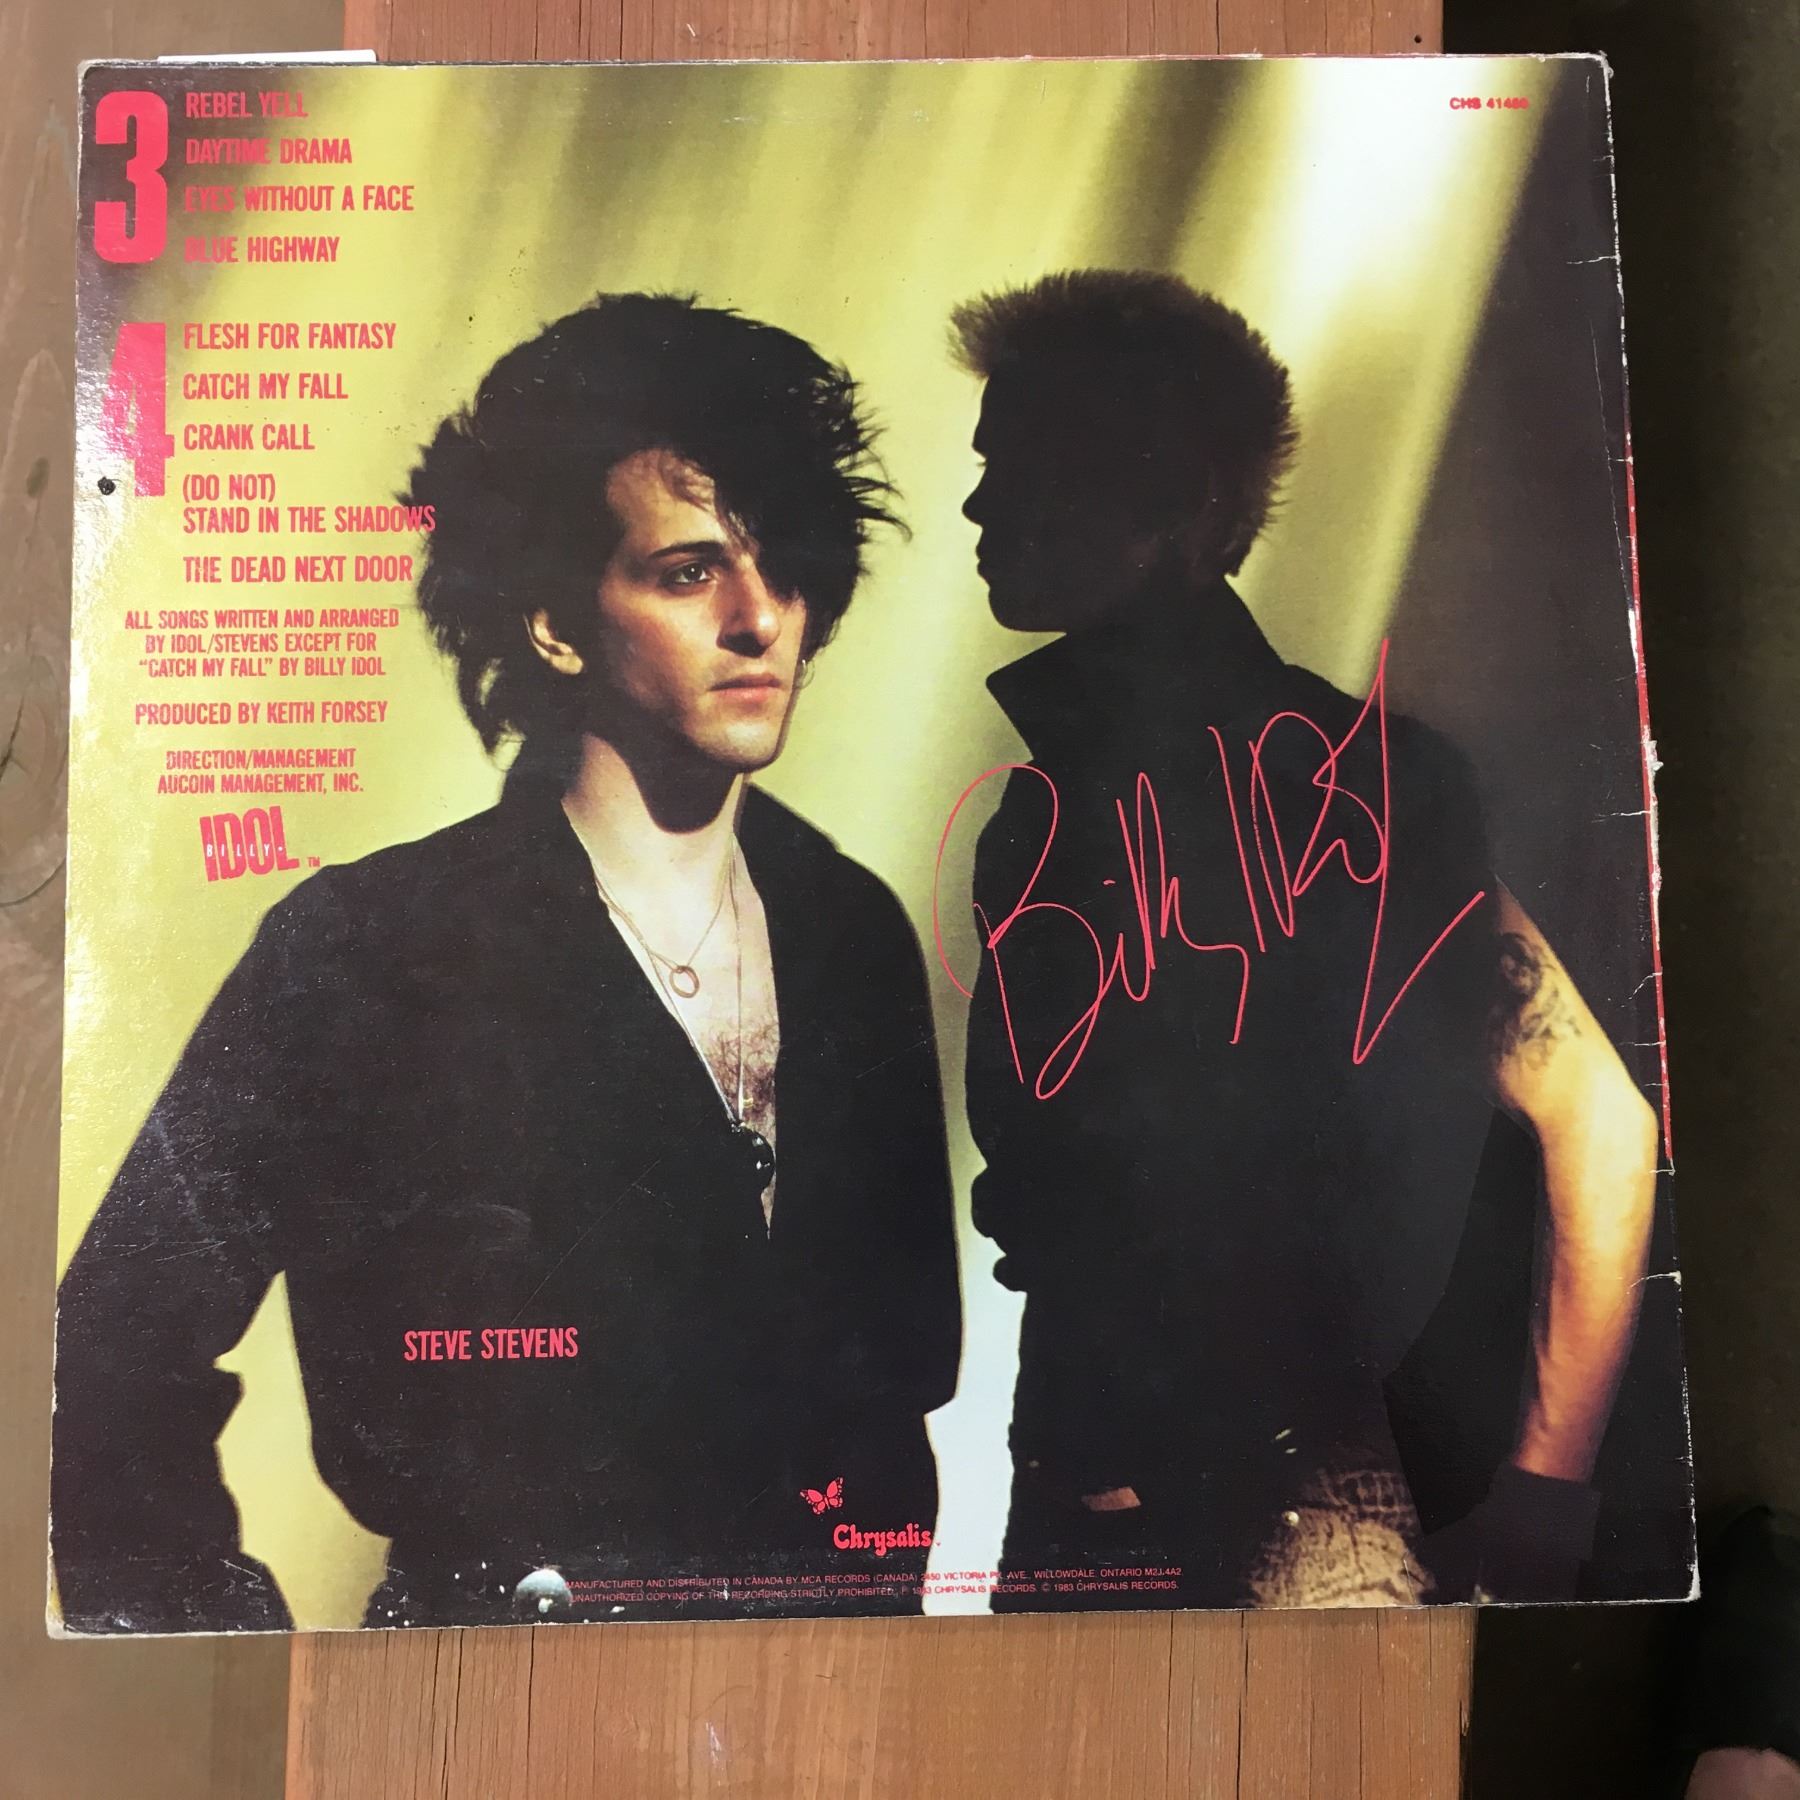 3
REBEL YELL
DAYTIME DRAMA
EYES WITHOUT A FACE
BLUE HIGHWAY
4
FLESH FOR FANTASY
CATCH MY FALL
CRANK CALL
(DO NOT)
STAND IN THE SHADOWS
THE DEAD NEXT DOOR
ALL SONGS WRITTEN AND ARRANGED
BY IDOL/STEVENS EXCEPT FOR
"CATCH MY FALL" BY BILLY IDOL
PRODUCED BY KEITH FORSEY
DIRECTION/MANAGEMENT
AUCOIN MANAGEMENT, INC.
IDOL
BILLY TM
CHS
Billy Idol
STEVE STEVENS
Chrysalis
MANUFACTURED AND DISTRIBUTED IN CANADA BY MCA RECORDS (CANADA) 2450 VICTORIA PK. AVE., WILLOWDALE, ONTARIO M2J 4A2.
UNAUTHORIZED COPYING OF THIS RECORDING STRICTLY PROHIBITED. ℗ 1983 CHRYSALIS RECORDS. © 1983 CHRYSALIS RECORDS.